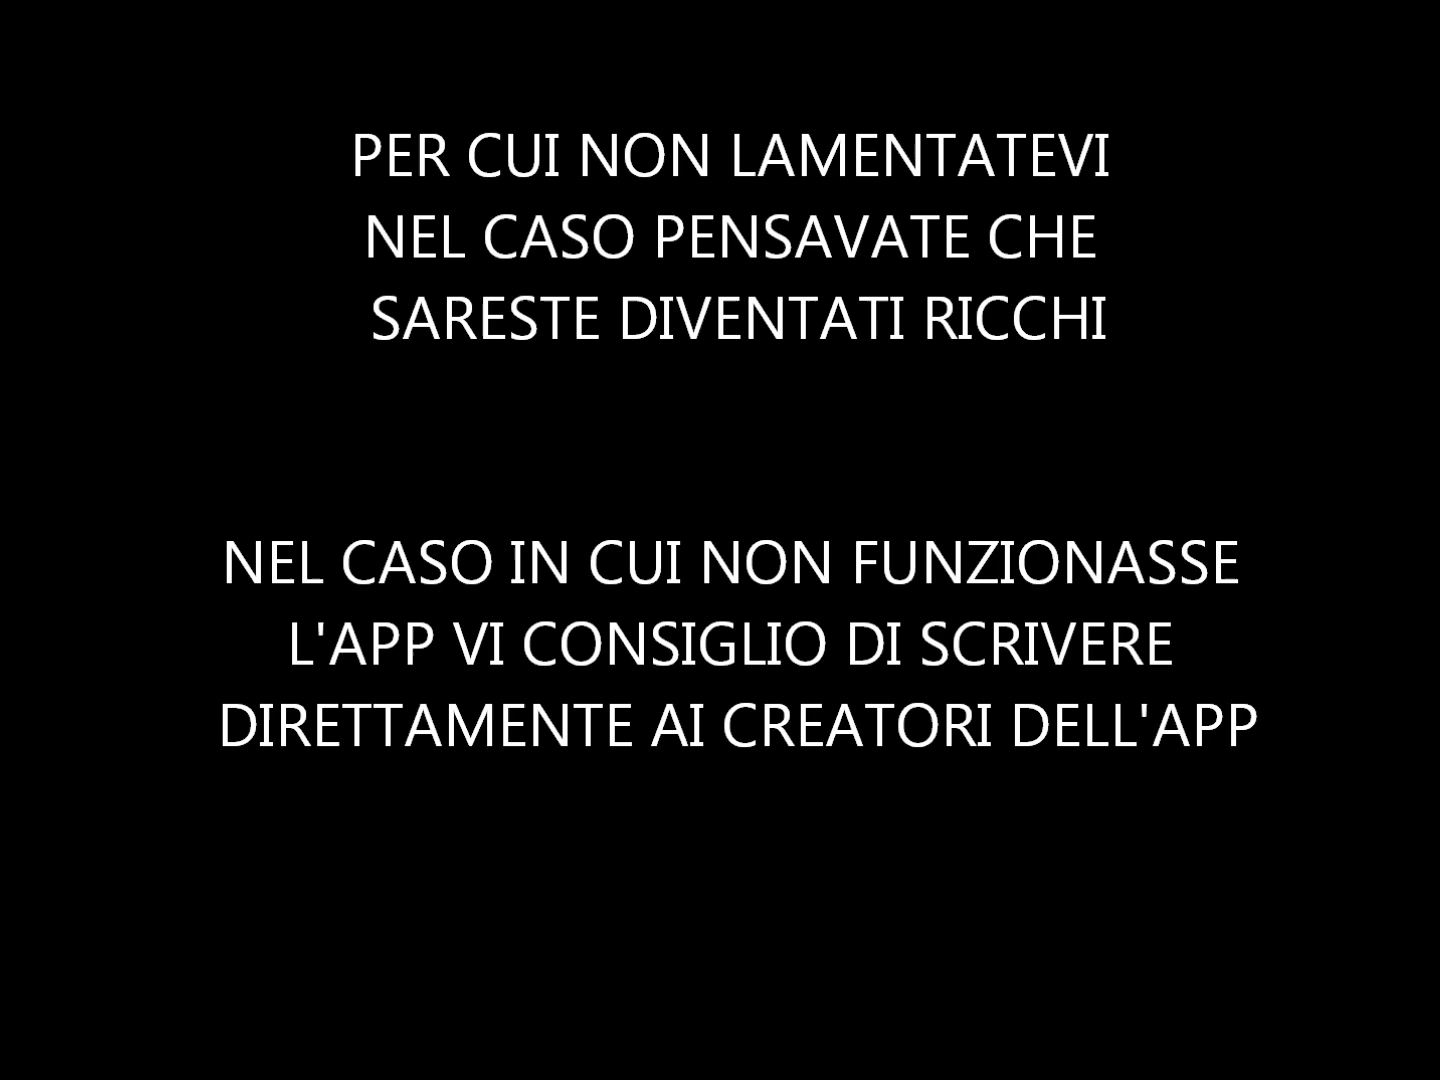 PER CUI NON LAMENTATEVI
NEL CASO PENSAVATE CHE
SARESTE DIVENTATI RICCHI
NEL CASO IN CUI NON FUNZIONASSE
L'APP VI CONSIGLIO DI SCRIVERE
DIRETTAMENTE AI CREATORI DELL'APP